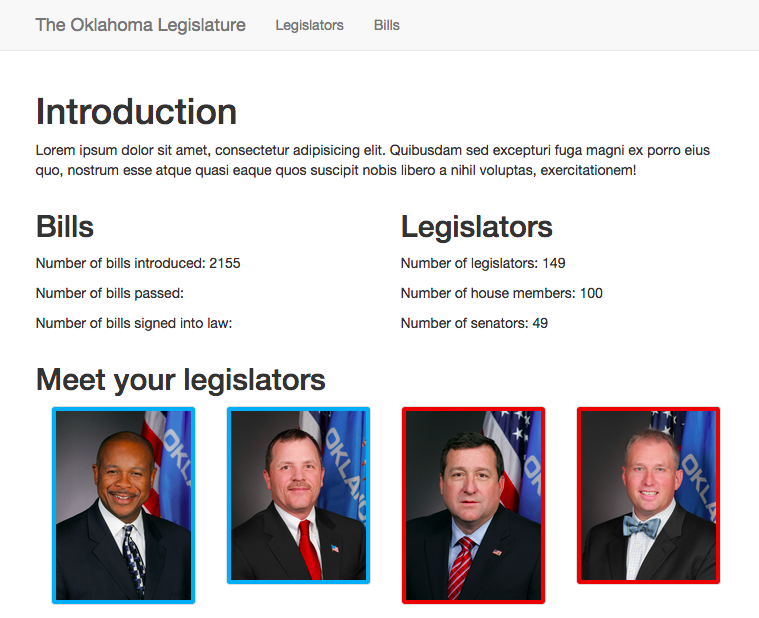 The Oklahoma Legislature Legislators Bills
Introduction
Lorem ipsum dolor sit amet, consectetur adipisicing elit. Quibusdam sed excepturi fuga magni ex porro eius
quo, nostrum esse atque quasi eaque quos suscipit nobis libero a nihil voluptas, exercitationem!
Bills
Number of bills introduced: 2155
Number of bills passed:
Number of bills signed into law:
Legislators
Number of legislators: 149
Number of house members: 100
Number of senators: 49
Meet your legislators
OKL
OKLAHO
O
OKLA